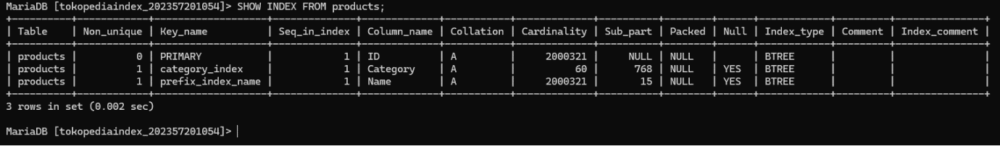 MariaDB [tokopediaindex_202357201054]> SHOW INDEX FROM products;
+----------+------------+-------------------+--------------+-------------+-----------+-------------+----------+--------+------+------------+---------+---------------+
| Table    | Non_unique | Key_name          | Seq_in_index | Column_name | Collation | Cardinality | Sub_part | Packed | Null | Index_type | Comment | Index_comment |
+----------+------------+-------------------+--------------+-------------+-----------+-------------+----------+--------+------+------------+---------+---------------+
| products |          0 | PRIMARY           |            1 | ID          | A         |     2000321 |     NULL | NULL   |      | BTREE      |         |               |
| products |          1 | category_index    |            1 | Category    | A         |          60 |      768 | NULL   | YES  | BTREE      |         |               |
| products |          1 | prefix_index_name |            1 | Name        | A         |     2000321 |       15 | NULL   | YES  | BTREE      |         |               |
+----------+------------+-------------------+--------------+-------------+-----------+-------------+----------+--------+------+------------+---------+---------------+
3 rows in set (0.002 sec)
MariaDB [tokopediaindex_202357201054]>